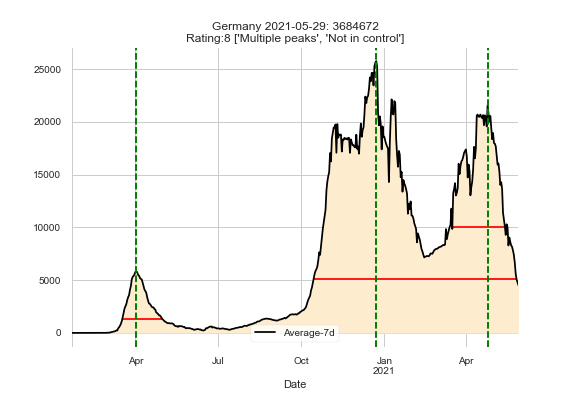 Germany 2021-05-29: 3684672
Rating:8 ['Multiple peaks', 'Not in control']
25000
20000
15000
10000
5000
0
Average-7d
Apr
Jul
Oct
Jan
2021
Apr
Date